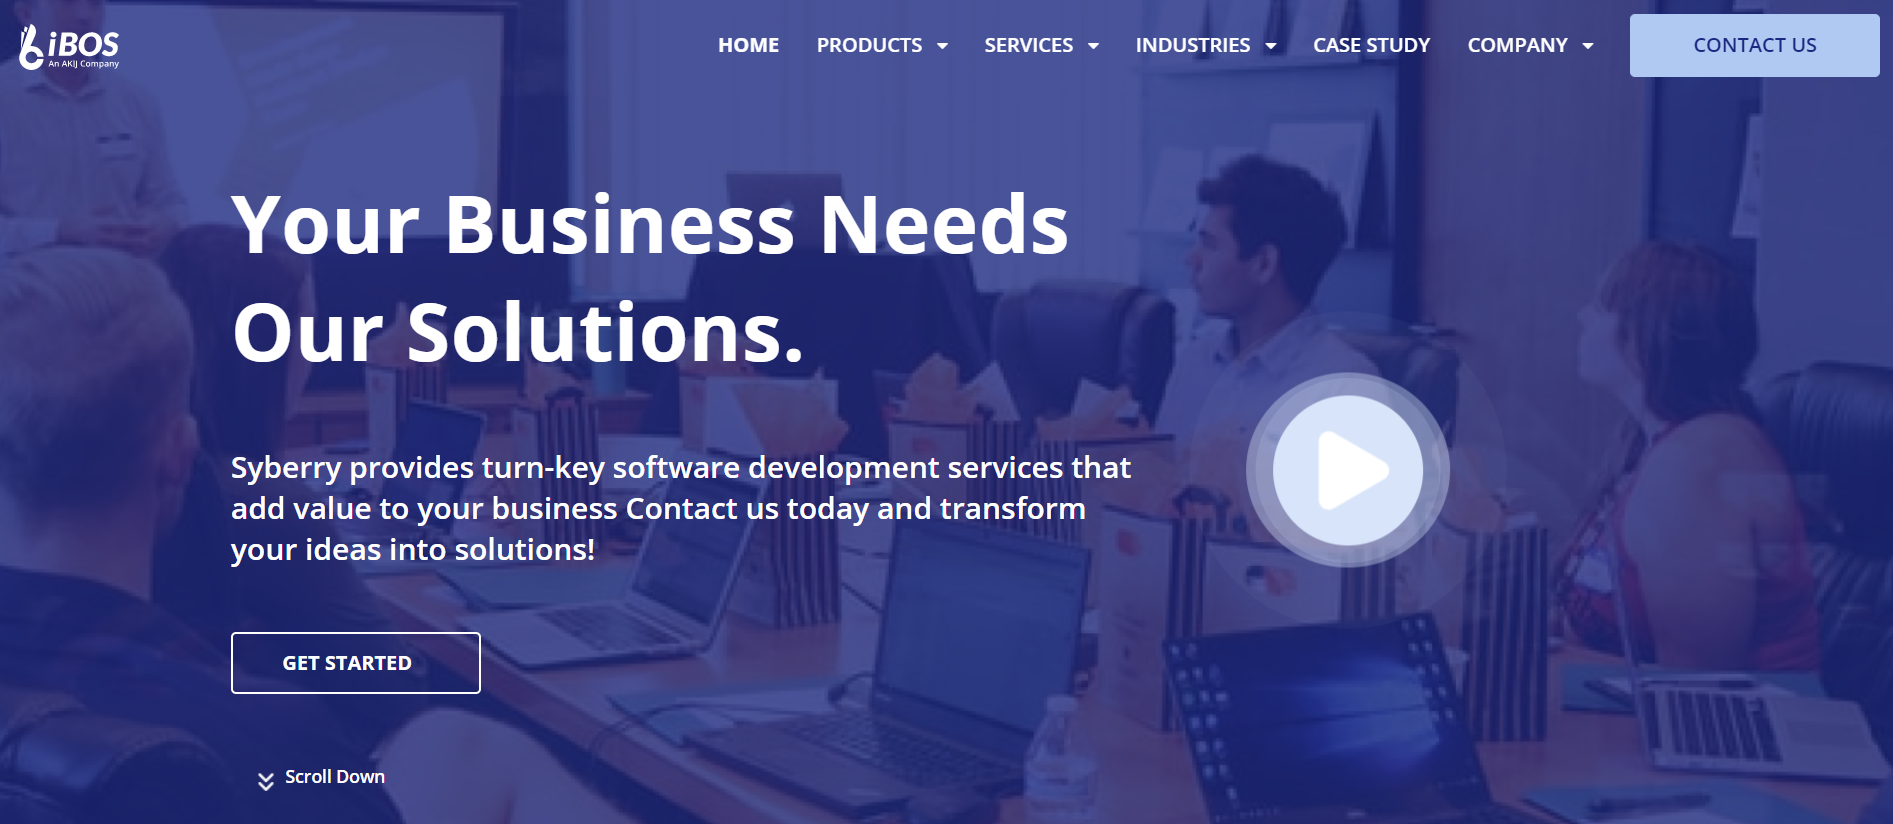 iBOS
An AKIJ Company
HOME PRODUCTS SERVICES INDUSTRIES CASE STUDY COMPANY CONTACT US
Your Business Needs
Our Solutions.
Syberry provides turn-key software development services that
add value to your business Contact us today and transform
your ideas into solutions!
GET STARTED
Scroll Down